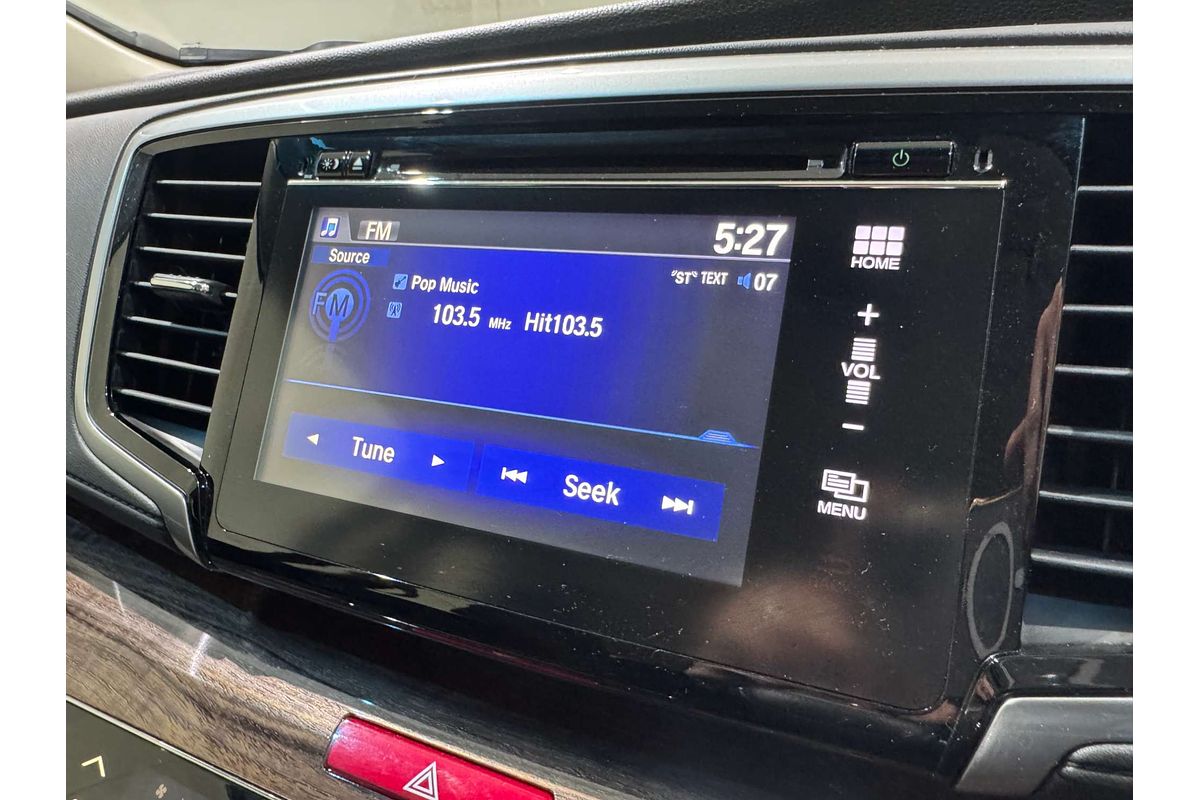 FM
5:27
Source
"ST" TEXT 07
FM
Pop Music
103.5 MHz Hit103.5
Tune
Seek
HOME
+
VOL
−
MENU